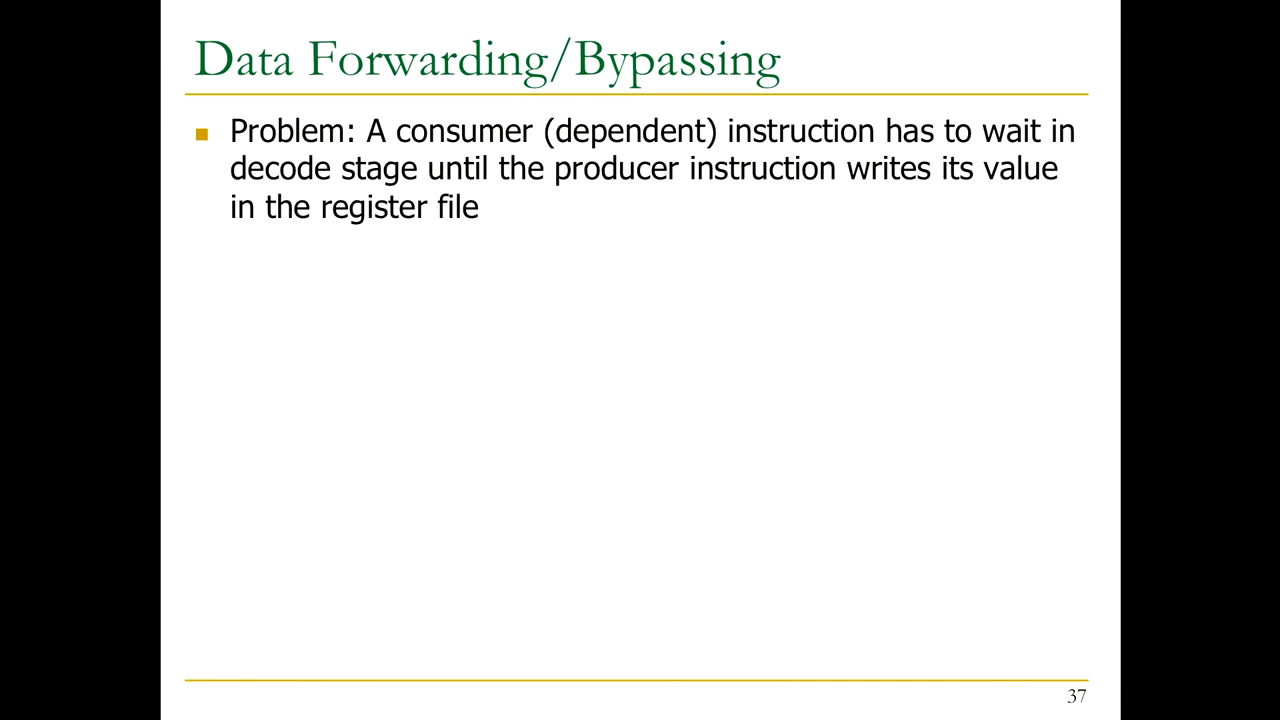 Data Forwarding/Bypassing
Problem: A consumer (dependent) instruction has to wait in
decode stage until the producer instruction writes its value
in the register file
37